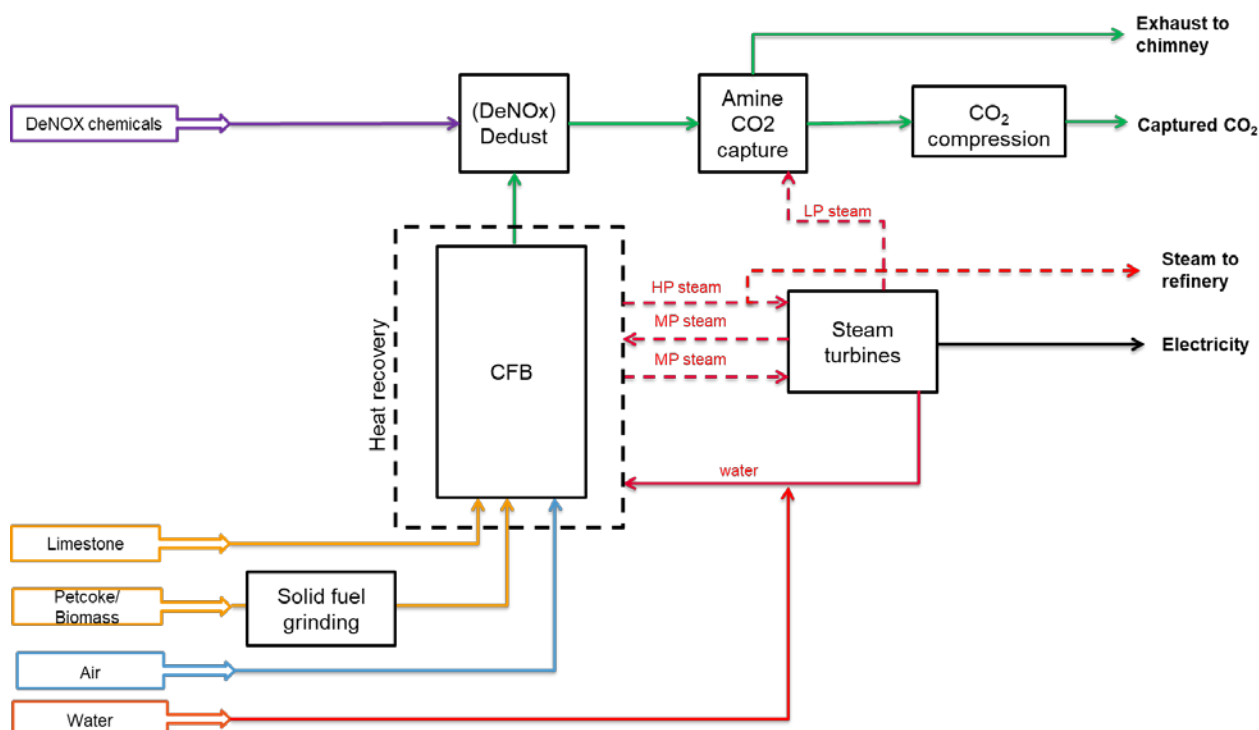 Exhaust to
chimney
DeNOX chemicals
(DeNOx)
Dedust
Amine
CO2
capture
CO₂
compression
Captured CO₂
LP steam
Steam to
refinery
HP steam
MP steam
MP steam
Steam
turbines
Electricity
Heat recovery
CFB
water
Limestone
Petcoke/
Biomass
Solid fuel
grinding
Air
Water